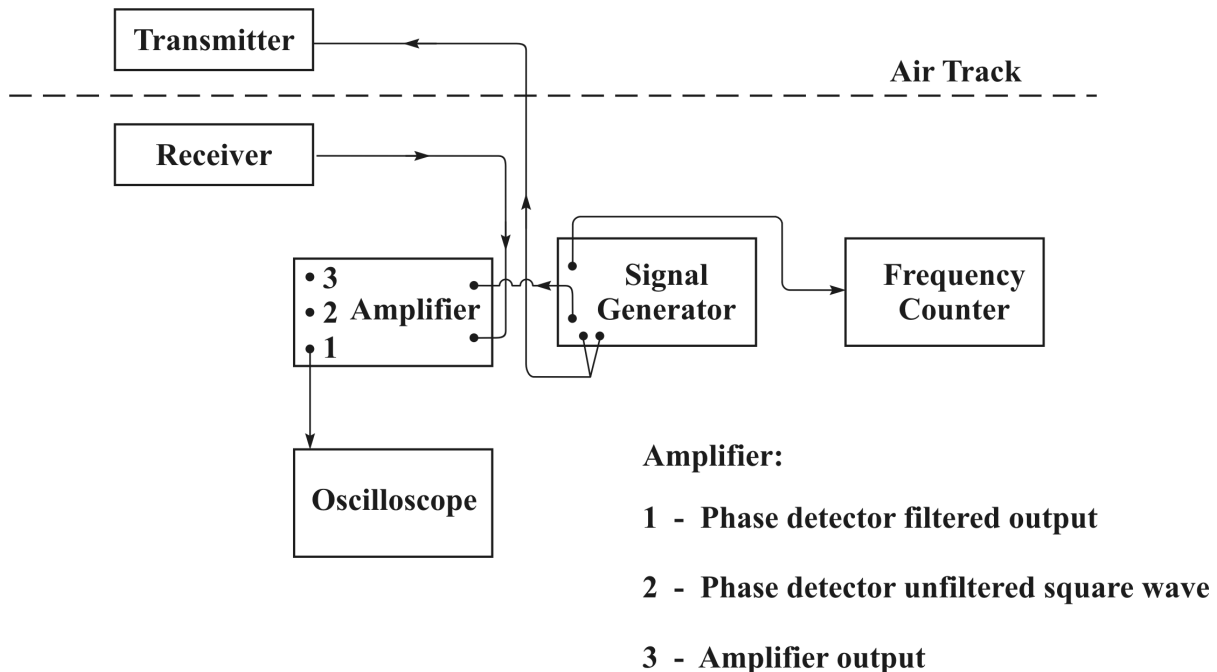 Transmitter
Air Track
Receiver
3
2 Amplifier
1
Signal
Generator
Frequency
Counter
Oscilloscope
Amplifier:
1 - Phase detector filtered output
2 - Phase detector unfiltered square wave
3 - Amplifier output